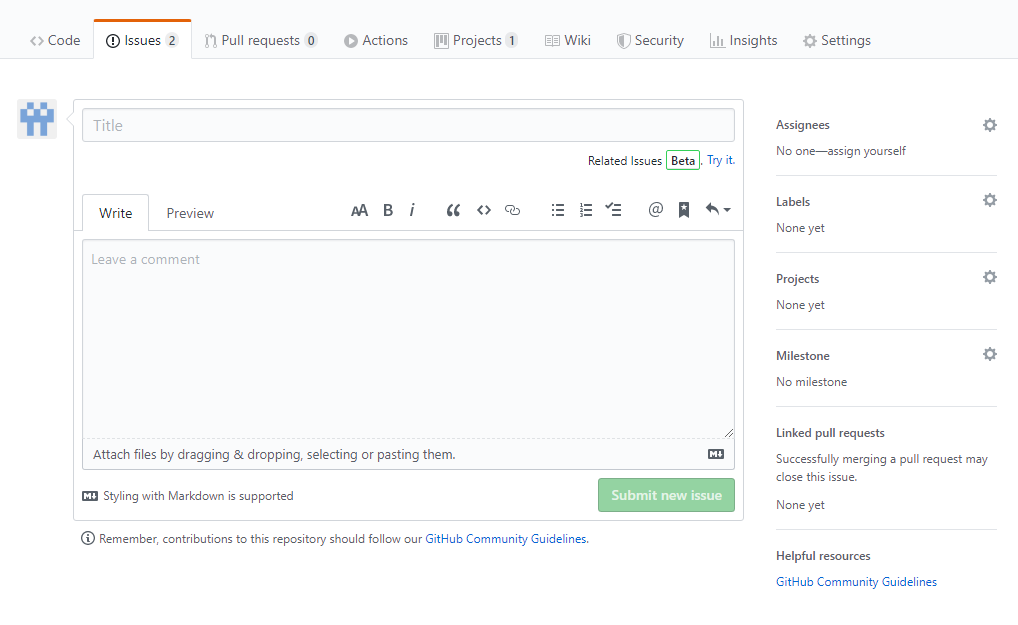 Code Issues 2 Pull requests 0 Actions Projects 1 Wiki Security Insights Settings
Title
Related Issues Beta . Try it.
Write Preview AA B i @
Leave a comment
Attach files by dragging & dropping, selecting or pasting them.
Styling with Markdown is supported
Submit new issue
Remember, contributions to this repository should follow our GitHub Community Guidelines.
Assignees
No one—assign yourself
Labels
None yet
Projects
None yet
Milestone
No milestone
Linked pull requests
Successfully merging a pull request may
close this issue.
None yet
Helpful resources
GitHub Community Guidelines